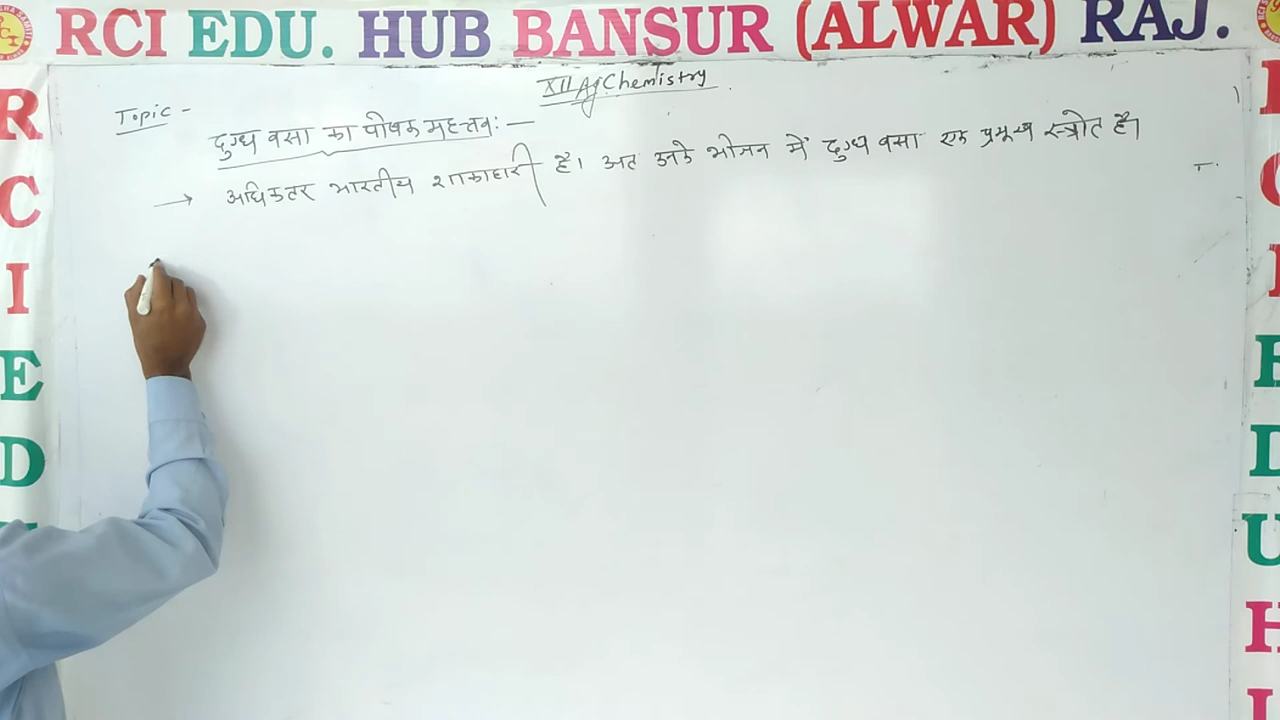 RCI EDU. HUB BANSUR (ALWAR) RAJ.
XII Ag Chemistry
Topic -
दुग्ध वसा का पोषक महत्तव: —
→ अधिकतर भारतीय शाकाहारी है। अत उनके भोजन में दुग्ध वसा एक प्रमुख स्त्रोत है।
R
C
I
E
D
E
D
U
H